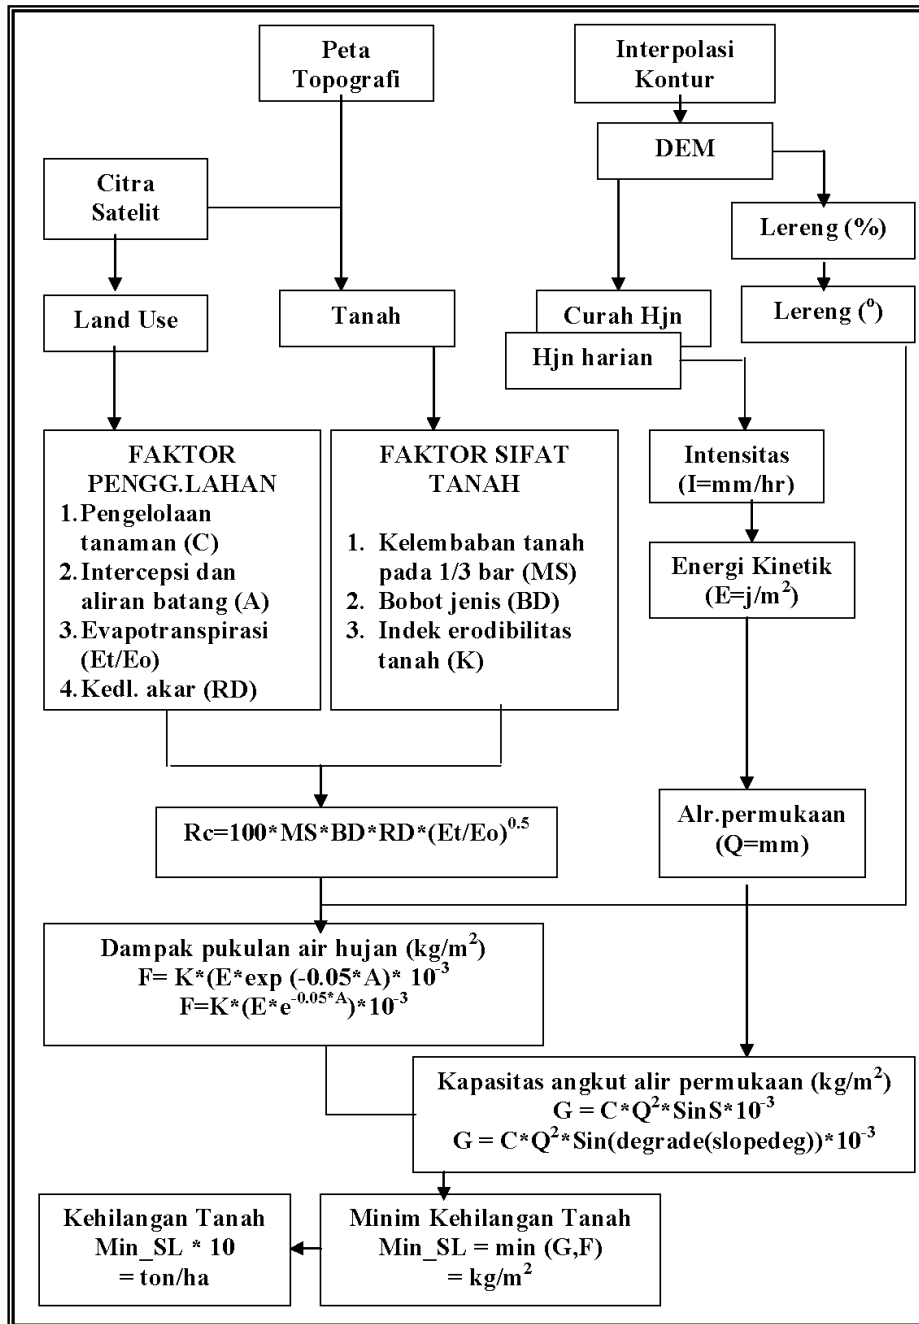 Peta
Topografi
Interpolasi
Kontur
DEM
Citra
Satelit
Lereng (%)
Land Use
Tanah
Curah Hjn
Lereng (⁰)
Hjn harian
FAKTOR
PENGG.LAHAN
1. Pengelolaan
tanaman (C)
2. Intercepsi dan
aliran batang (A)
3. Evapotranspirasi
(Et/Eo)
4. Kedl. akar (RD)
FAKTOR SIFAT
TANAH
1. Kelembaban tanah
pada 1/3 bar (MS)
2. Bobot jenis (BD)
3. Indek erodibilitas
tanah (K)
Intensitas
(I=mm/hr)
Energi Kinetik
(E=j/m²)
Rc=100*MS*BD*RD*(Et/Eo)⁰·⁵
Alr.permukaan
(Q=mm)
Dampak pukulan air hujan (kg/m²)
F= K*(E*exp (-0.05*A)* 10⁻³
F=K*(E*e⁻⁰·⁰⁵*ᴬ)*10⁻³
Kapasitas angkut alir permukaan (kg/m²)
G = C*Q²*SinS*10⁻³
G = C*Q²*Sin(degrade(slopedeg))*10⁻³
Kehilangan Tanah
Min_SL * 10
= ton/ha
Minim Kehilangan Tanah
Min_SL = min (G,F)
= kg/m²